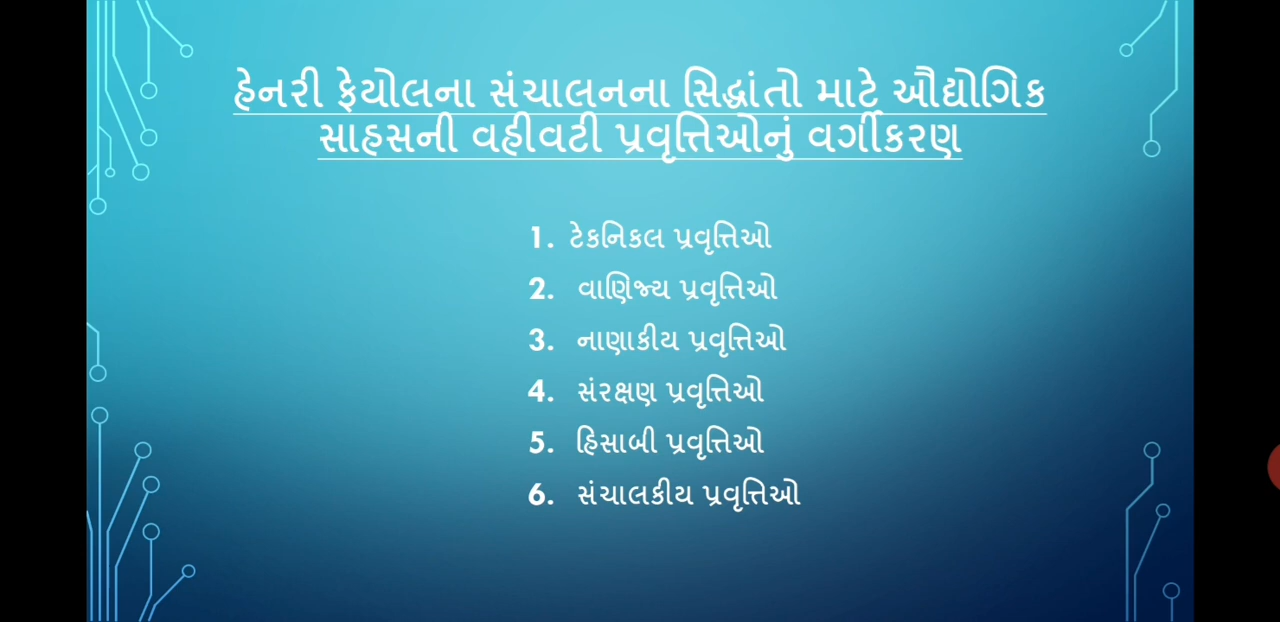 હેનરી ફેયોલના સંચાલનના સિદ્ધાંતો માટે ઔદ્યોગિક
સાહસની વહીવટી પ્રવૃત્તિઓનું વર્ગીકરણ
1. ટેકનિકલ પ્રવૃત્તિઓ
2. વાણિજ્ય પ્રવૃત્તિઓ
3. નાણાકીય પ્રવૃત્તિઓ
4. સંરક્ષણ પ્રવૃત્તિઓ
5. હિસાબી પ્રવૃત્તિઓ
6. સંચાલકીય પ્રવૃત્તિઓ